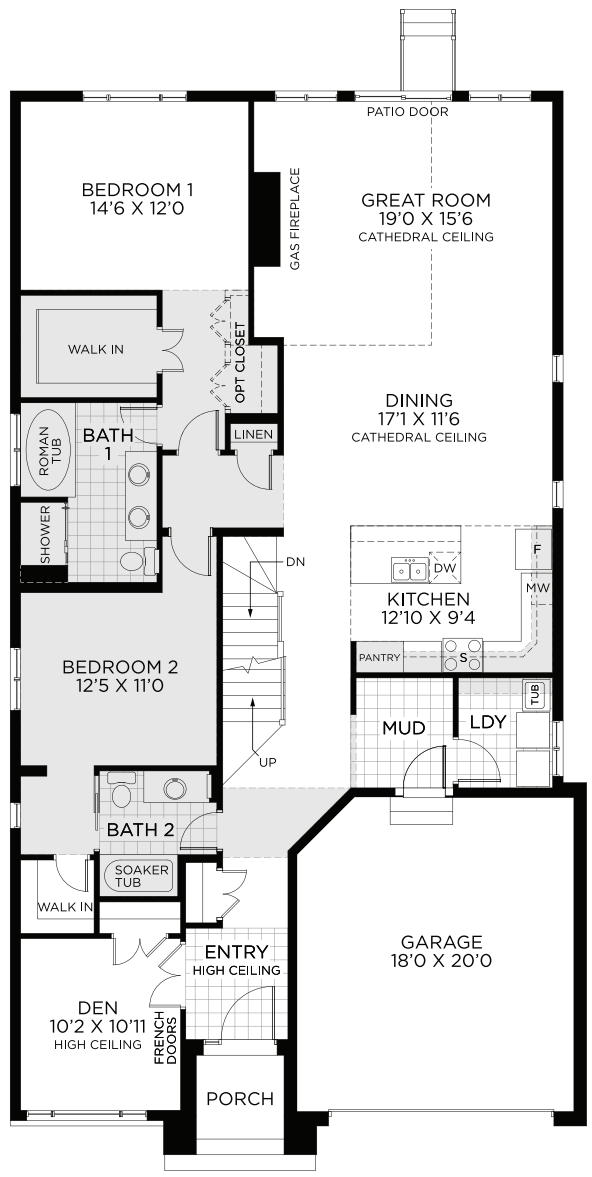 PATIO DOOR
BEDROOM 1
14'6 X 12'0
GAS FIREPLACE
GREAT ROOM
19'0 X 15'6
CATHEDRAL CEILING
WALK IN
OPT CLOSET
DINING
17'1 X 11'6
CATHEDRAL CEILING
ROMAN
TUB
BATH
1
LINEN
SHOWER
DN
F
DW
MW
KITCHEN
12'10 X 9'4
PANTRY
S
BEDROOM 2
12'5 X 11'0
UP
MUD
LDY
TUB
BATH 2
SOAKER
TUB
WALK IN
ENTRY
HIGH CEILING
GARAGE
18'0 X 20'0
DEN
10'2 X 10'11
HIGH CEILING
FRENCH
DOORS
PORCH